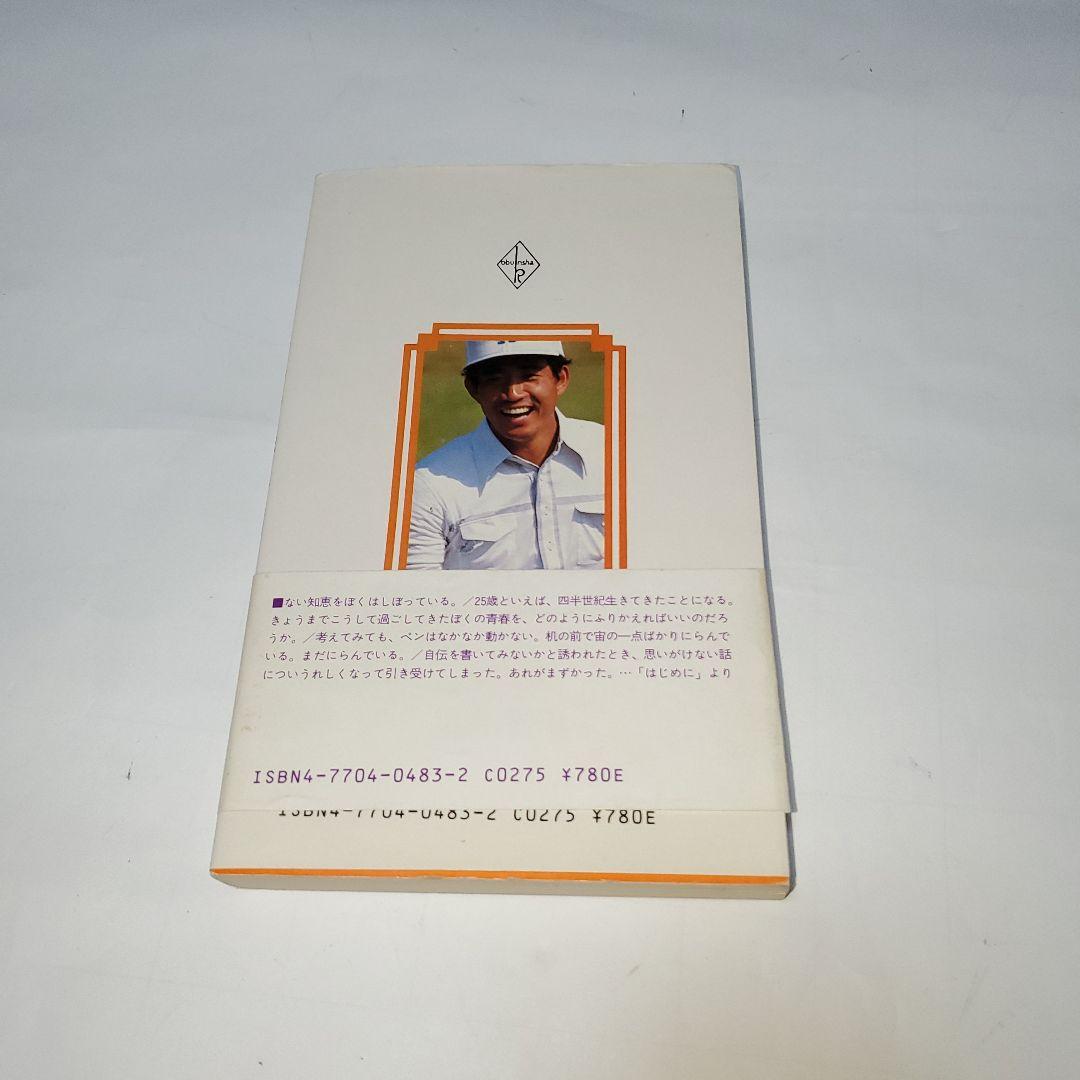 obunsha
■ない知恵をぼくはしぼっている。／25歳といえば、四半世紀生きてきたことになる。
きょうまでこうして過ごしてきたぼくの青春を、どのようにふりかえればいいのだろ
うか。／考えてみても、ペンはなかなか動かない。机の前で宙の一点ばかりにらんで
いる。まだにらんでいる。／自伝を書いてみないかと誘われたとき、思いがけない話
についうれしくなって引き受けてしまった。あれがまずかった。…「はじめに」より
ISBN4-7704-0483-2 C0275 ¥780E
ISBN4-7704-0483-2 C0275 ¥780E